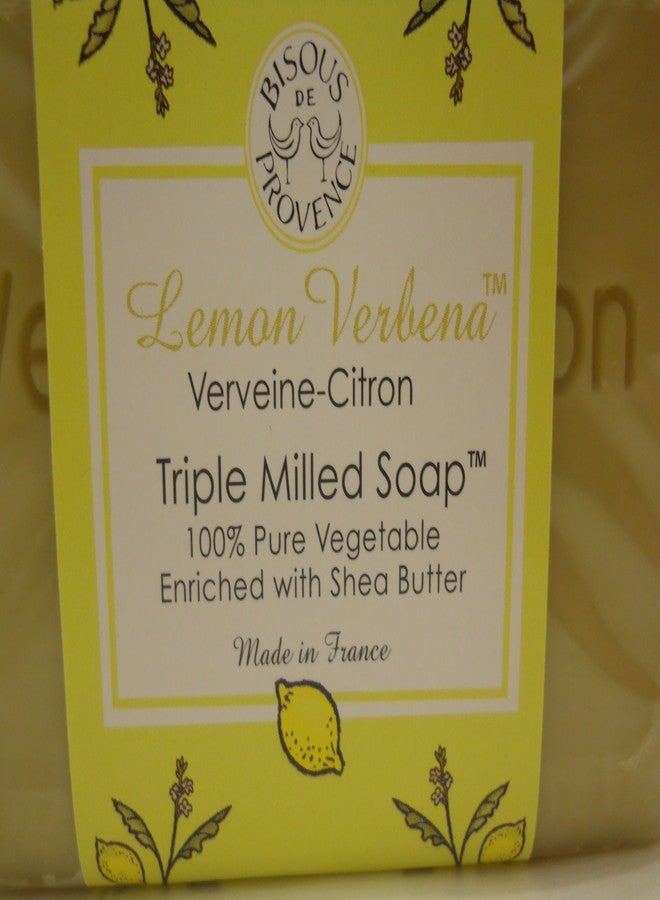 BISOUS
DE
PROVENCE
Lemon Verbena™
Verveine-Citron
Triple Milled Soap™
100% Pure Vegetable
Enriched with Shea Butter
Made in France